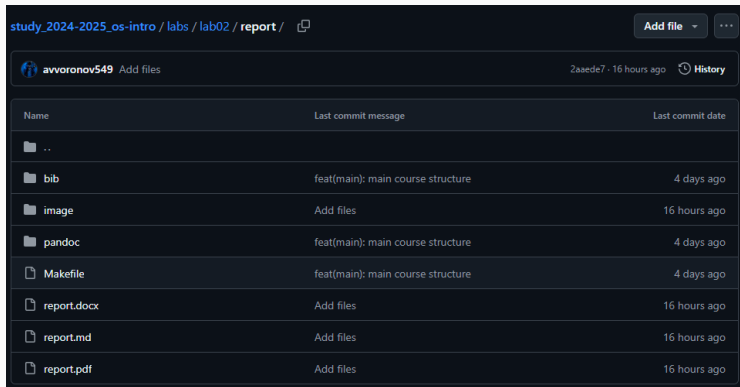 study_2024-2025_os-intro / labs / lab02 / report / Add file ...
avvoronov549 Add files 2aaede7 · 16 hours ago History
Name Last commit message Last commit date
..
bib feat(main): main course structure 4 days ago
image Add files 16 hours ago
pandoc feat(main): main course structure 4 days ago
Makefile feat(main): main course structure 4 days ago
report.docx Add files 16 hours ago
report.md Add files 16 hours ago
report.pdf Add files 16 hours ago